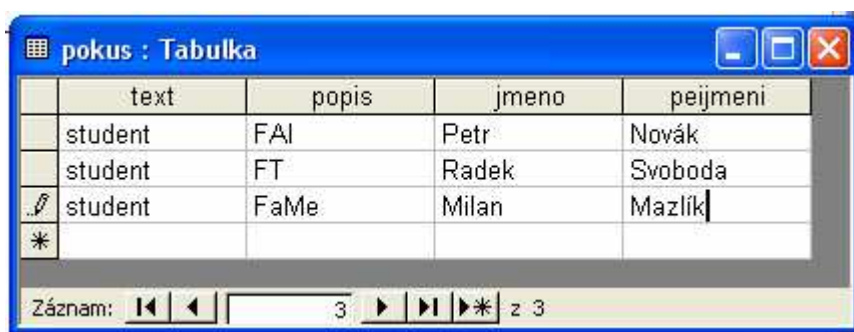 pokus : Tabulka
text popis jmeno peijmeni
student FAI Petr Novák
student FT Radek Svoboda
student FaMe Milan Mazlík
Záznam: 3 z 3